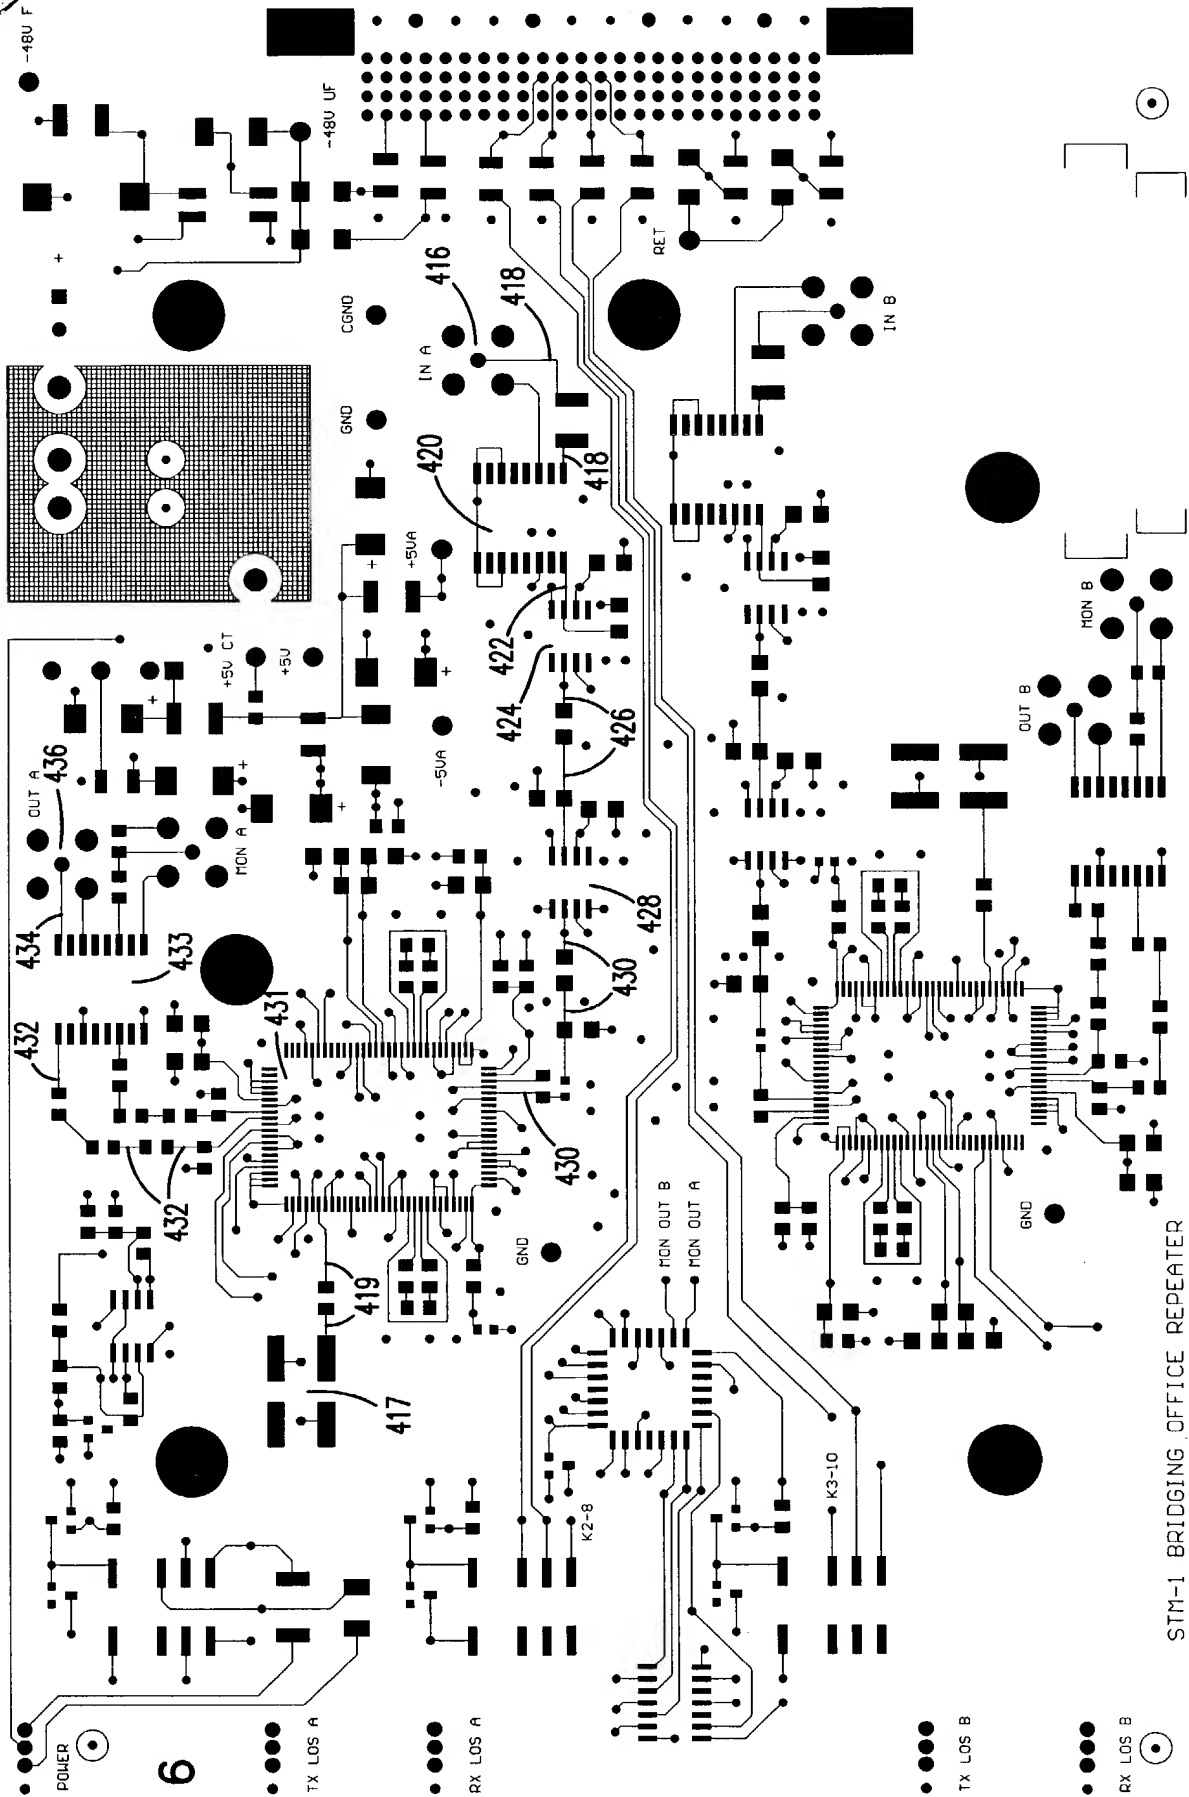 -48V F
-48V UF
+
CGND
GND
IN A
416
418
420
418
RET
IN B
+5V CT
+5V
+
+5VA
+
-5VA
422
424
426
MON B
OUT B
436
OUT A
+
+
+
MON A
434
433
432
431
428
430
430
432
419
417
GND
MON OUT B
MON OUT A
GND
K2-8
K3-10
POWER
6
TX LOS A
RX LOS A
TX LOS B
RX LOS B
STM-1 BRIDGING OFFICE REPEATER